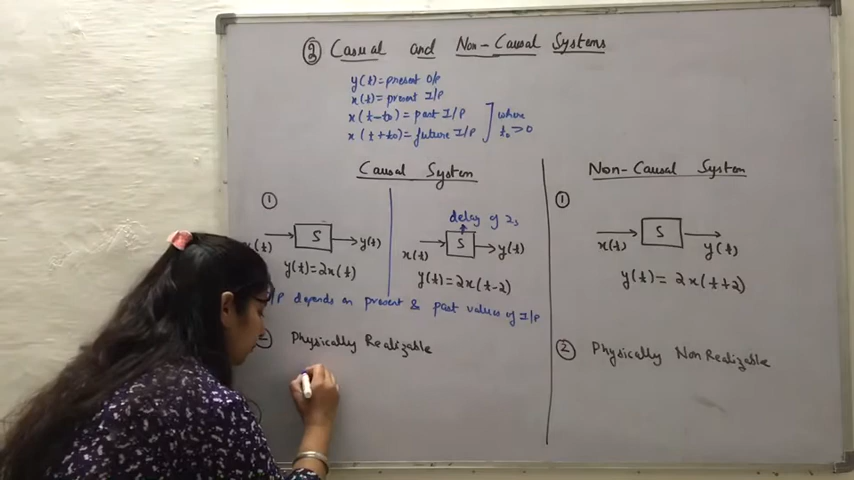 ② Casual and Non-Causal Systems
y(t)=present O/P
x(t)=present I/P
x(t-t0)=past I/P
x(t+t0)=future I/P
where
t0>0
Causal System
①
S
x(t)
y(t)
y(t)=2x(t)
delay of 2s
S
x(t)
y(t)
y(t)=2x(t-2)
/P depends on present & past values of I/P
② Physically Realizable
Non-Causal System
①
S
x(t)
y(t)
y(t)=2x(t+2)
② Physically NonRealizable